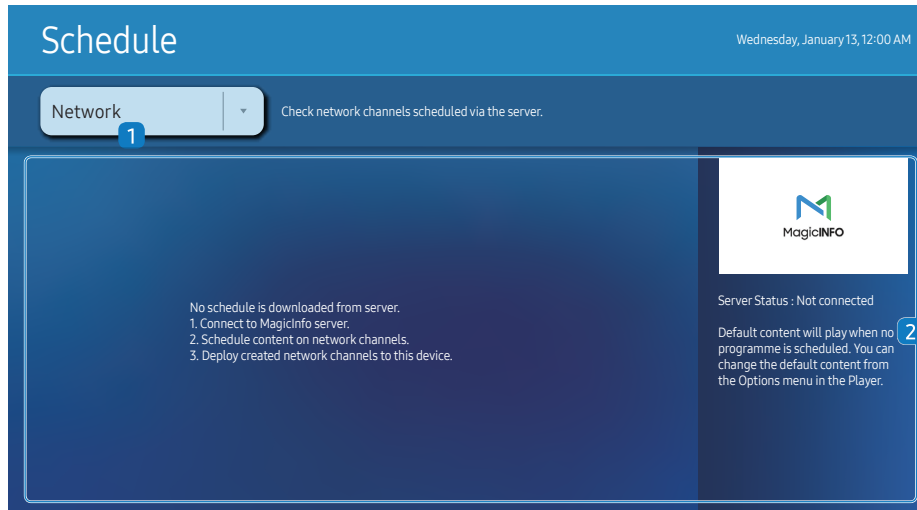 Schedule
Wednesday, January 13, 12:00 AM
Network
1
Check network channels scheduled via the server.
MagicINFO
No schedule is downloaded from server.
1. Connect to MagicInfo server.
2. Schedule content on network channels.
3. Deploy created network channels to this device.
Server Status : Not connected
Default content will play when no
programme is scheduled. You can
change the default content from
the Options menu in the Player.
2